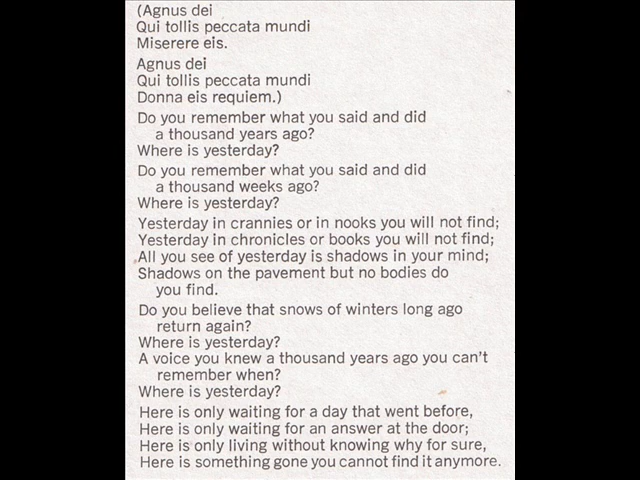 (Agnus dei
Qui tollis peccata mundi
Miserere eis.
Agnus dei
Qui tollis peccata mundi
Donna eis requiem.)
Do you remember what you said and did
a thousand years ago?
Where is yesterday?
Do you remember what you said and did
a thousand weeks ago?
Where is yesterday?
Yesterday in crannies or in nooks you will not find;
Yesterday in chronicles or books you will not find;
All you see of yesterday is shadows in your mind;
Shadows on the pavement but no bodies do
you find.
Do you believe that snows of winters long ago
return again?
Where is yesterday?
A voice you knew a thousand years ago you can't
remember when?
Where is yesterday?
Here is only waiting for a day that went before,
Here is only waiting for an answer at the door;
Here is only living without knowing why for sure,
Here is something gone you cannot find it anymore.